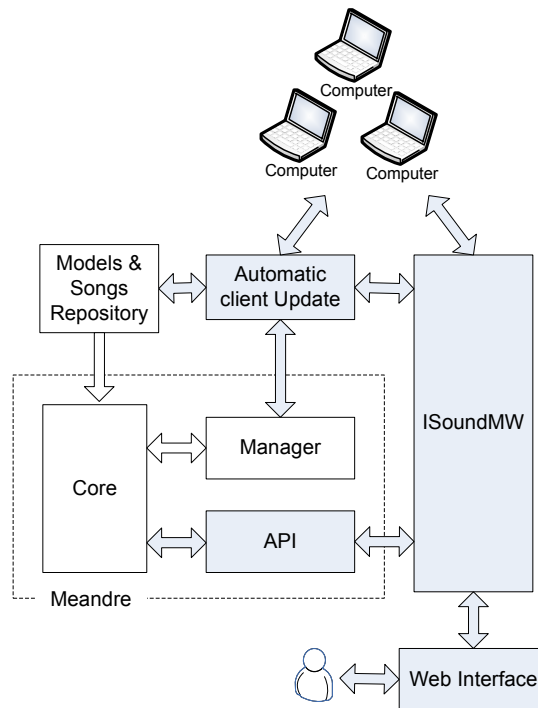 Computer
Computer
Computer
Models &
Songs
Repository
Automatic
client Update
ISoundMW
Manager
Core
API
Meandre
Web Interface